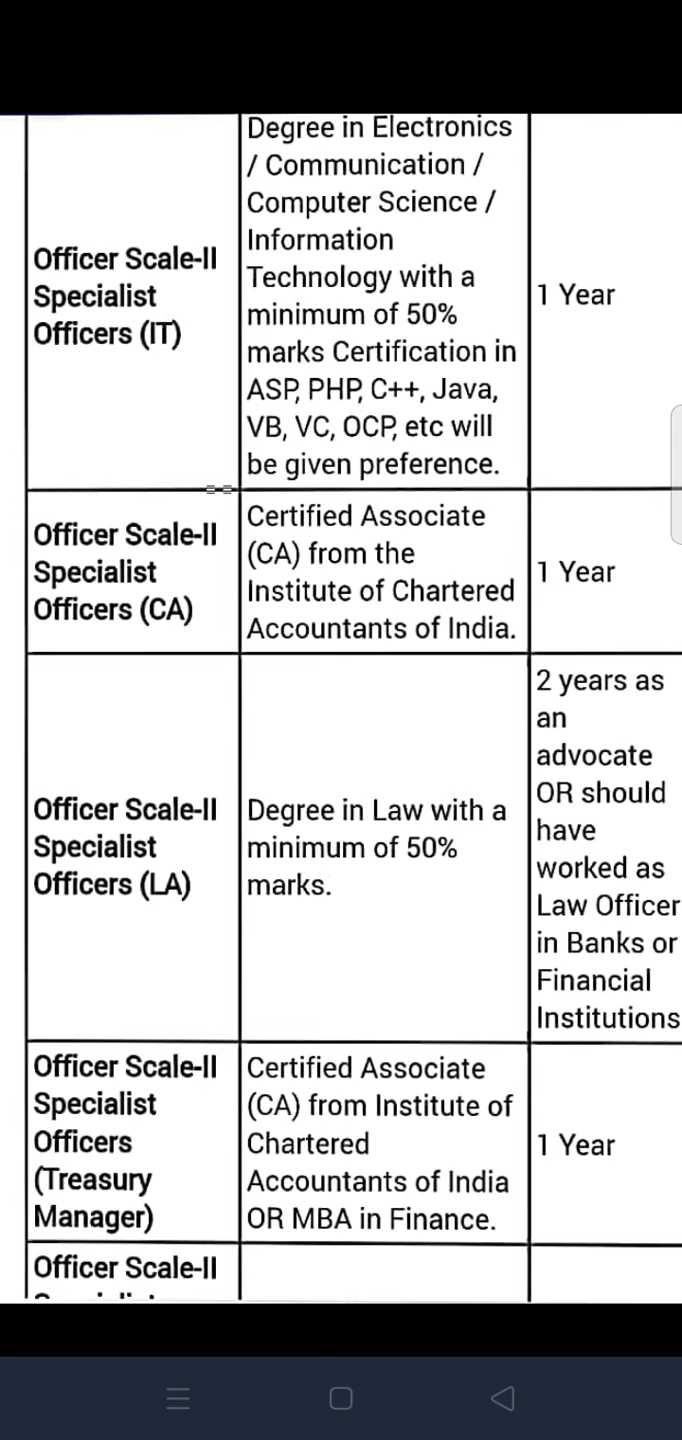 Degree in Electronics
/ Communication /
Computer Science /
Information
Technology with a
minimum of 50%
marks Certification in
ASP, PHP, C++, Java,
VB, VC, OCP, etc will
be given preference.
Officer Scale-II
Specialist
Officers (IT)
1 Year
Officer Scale-II
Specialist
Officers (CA)
Certified Associate
(CA) from the
Institute of Chartered
Accountants of India.
1 Year
Officer Scale-II
Specialist
Officers (LA)
Degree in Law with a
minimum of 50%
marks.
2 years as
an
advocate
OR should
have
worked as
Law Officer
in Banks or
Financial
Institutions
Officer Scale-II
Specialist
Officers
(Treasury
Manager)
Certified Associate
(CA) from Institute of
Chartered
Accountants of India
OR MBA in Finance.
1 Year
Officer Scale-II